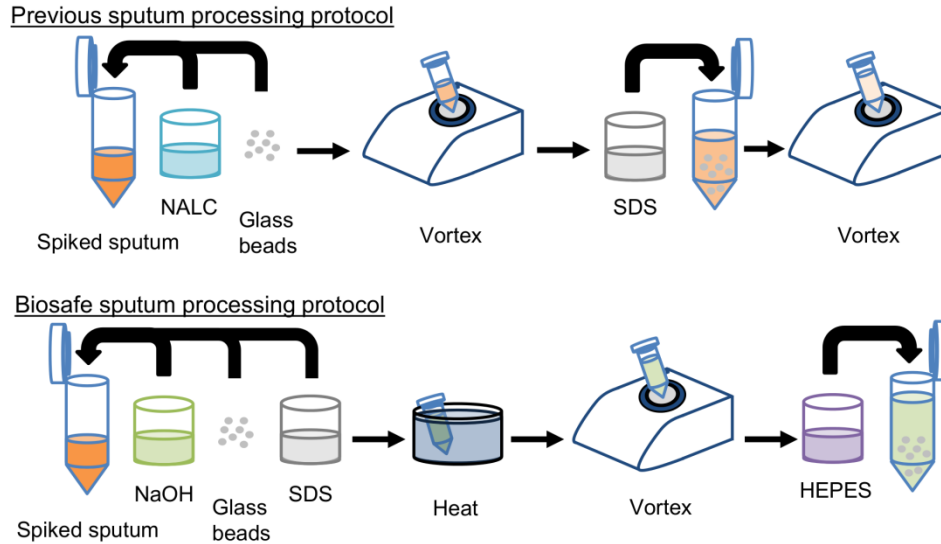 Previous sputum processing protocol
NALC
Glass
beads
Spiked sputum
Vortex
SDS
Vortex
Biosafe sputum processing protocol
NaOH
Glass
beads
SDS
Spiked sputum
Heat
Vortex
HEPES